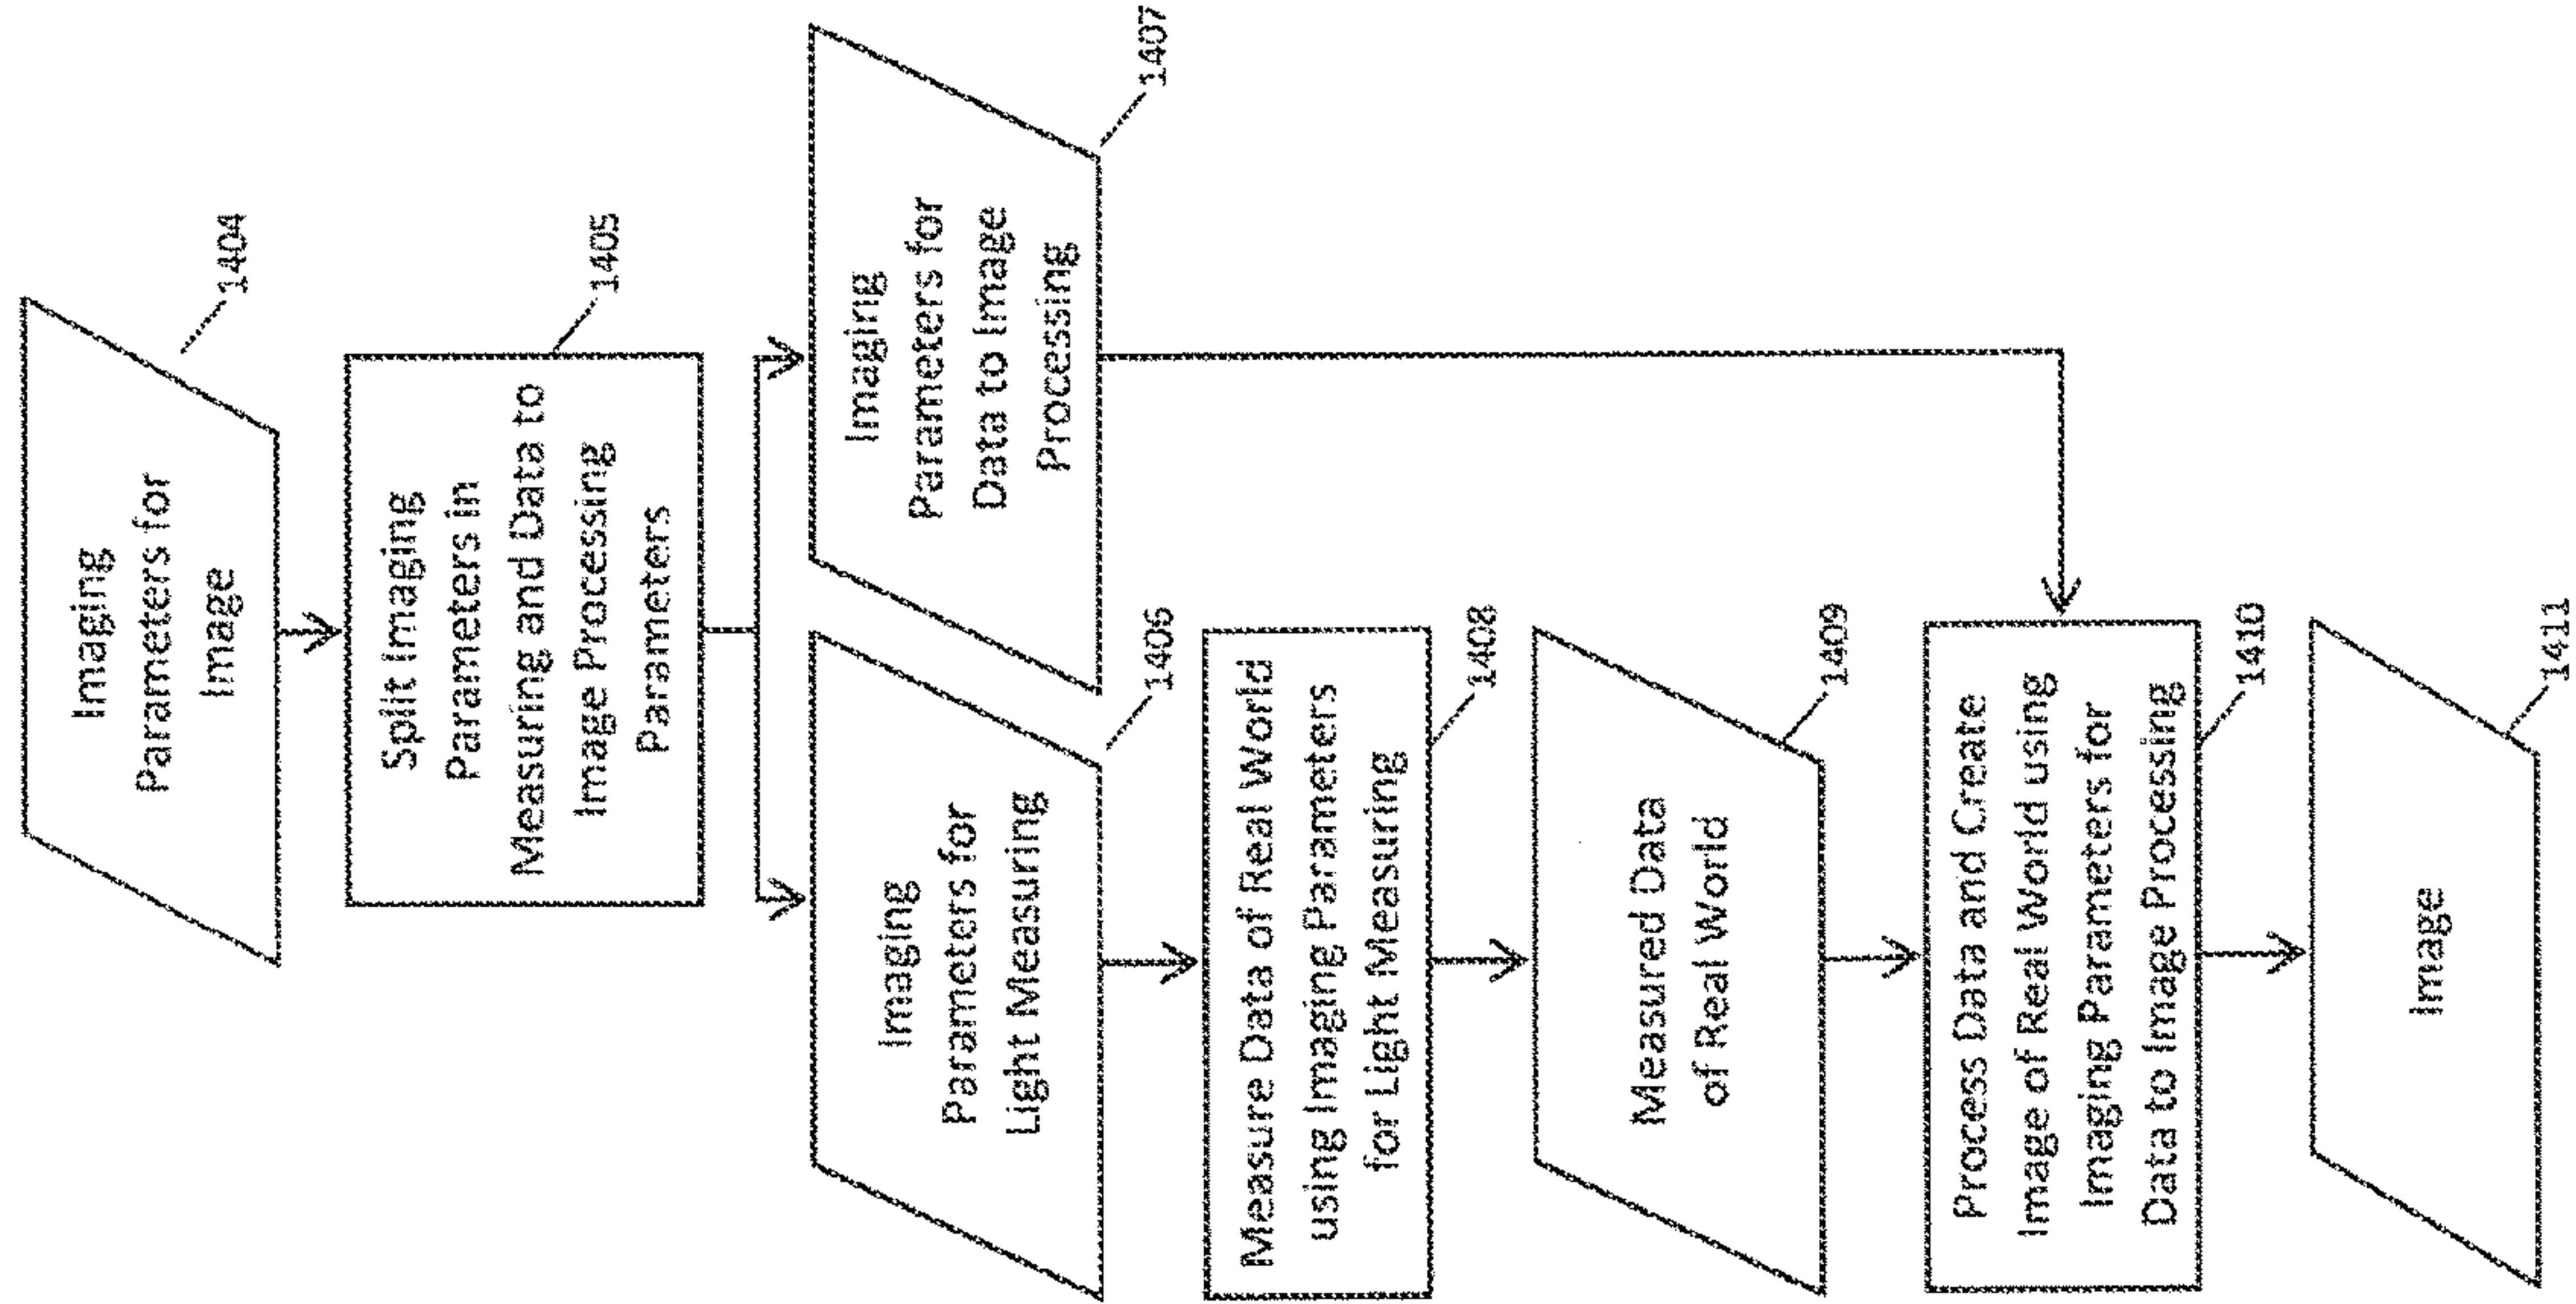 Imaging
Parameters for
Image
1404
Split Imaging
Parameters in
Measuring and Data to
Image Processing
Parameters
1405
Imaging
Parameters for
Light Measuring
1406
Imaging
Parameters for
Data to Image
Processing
1407
Measure Data of Real World
using Imaging Parameters
for Light Measuring
1408
Measured Data
of Real World
1409
Process Data and Create
Image of Real World using
Imaging Parameters for
Data to Image Processing
1410
Image
1411